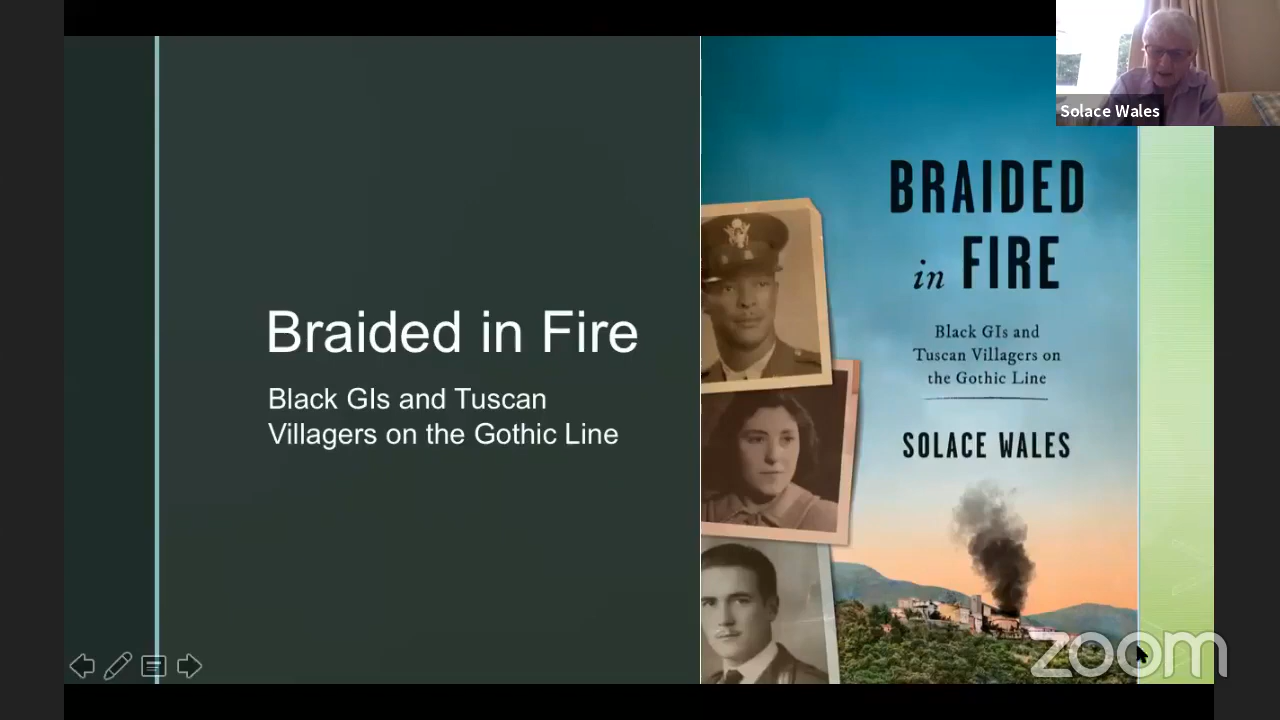 Solace Wales
Braided in Fire
Black GIs and Tuscan
Villagers on the Gothic Line
BRAIDED
in FIRE
Black GIs and
Tuscan Villagers on
the Gothic Line
SOLACE WALES
zoom